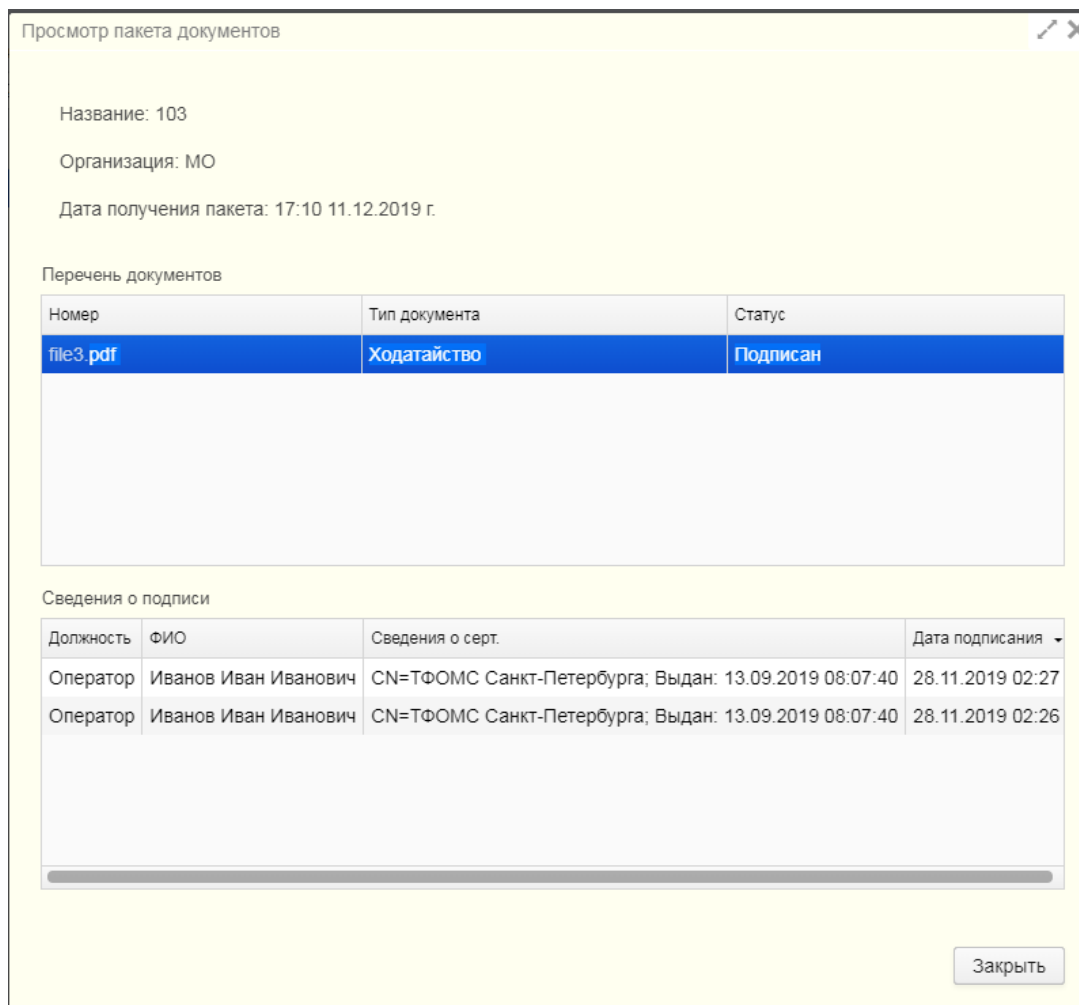 Просмотр пакета документов
Название: 103
Организация: МО
Дата получения пакета: 17:10 11.12.2019 г.
Перечень документов
Номер Тип документа Статус
file3.pdf Ходатайство Подписан
Сведения о подписи
Должность ФИО Сведения о серт. Дата подписания
Оператор Иванов Иван Иванович CN=ТФОМС Санкт-Петербурга; Выдан: 13.09.2019 08:07:40 28.11.2019 02:27
Оператор Иванов Иван Иванович CN=ТФОМС Санкт-Петербурга; Выдан: 13.09.2019 08:07:40 28.11.2019 02:26
Закрыть